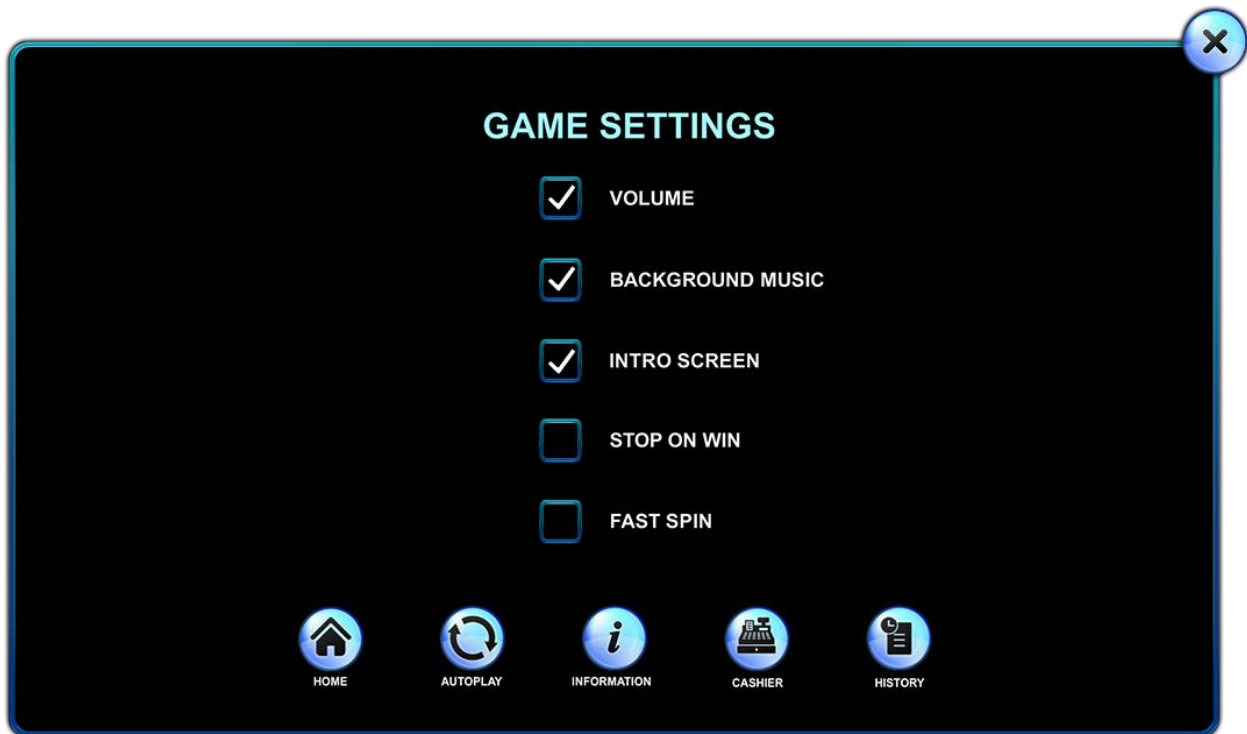 GAME SETTINGS
VOLUME
BACKGROUND MUSIC
INTRO SCREEN
STOP ON WIN
FAST SPIN
HOME
AUTOPLAY
INFORMATION
CASHIER
HISTORY